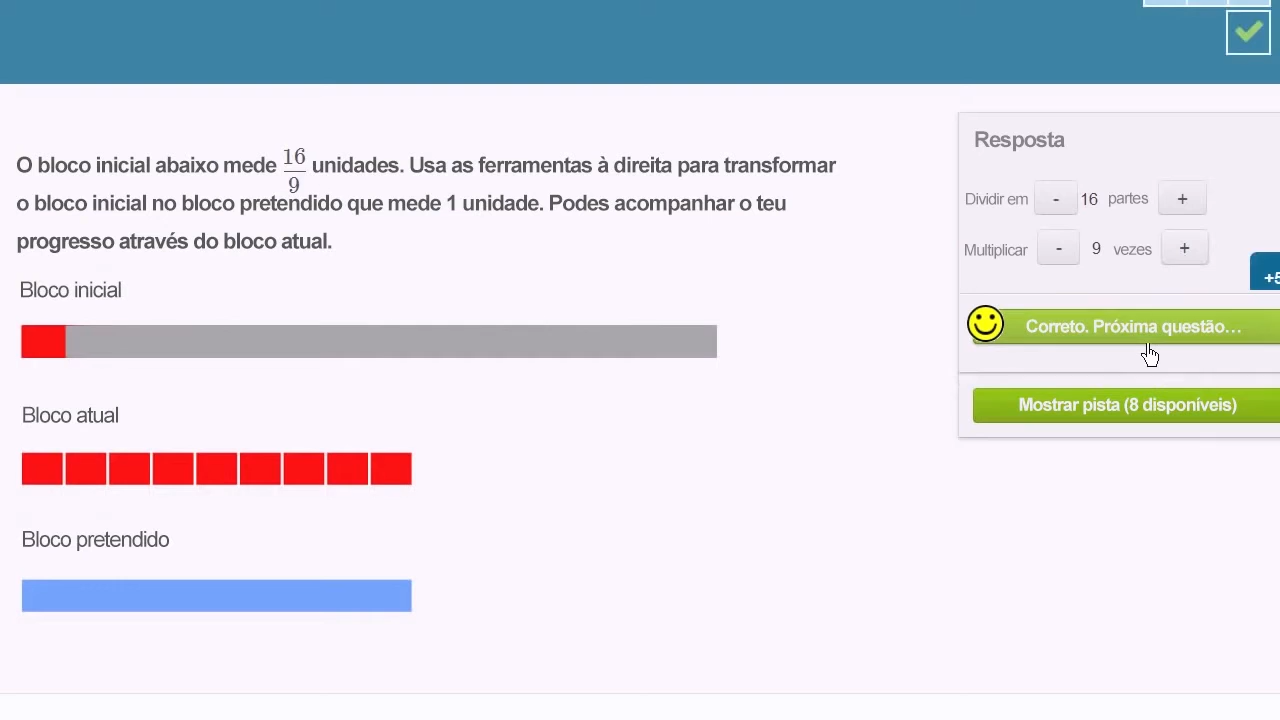 O bloco inicial abaixo mede 16/9 unidades. Usa as ferramentas à direita para transformar
o bloco inicial no bloco pretendido que mede 1 unidade. Podes acompanhar o teu
progresso através do bloco atual.
Bloco inicial
Bloco atual
Bloco pretendido
Resposta
Dividir em - 16 partes +
Multiplicar - 9 vezes +
+5
Correto. Próxima questão...
Mostrar pista (8 disponíveis)